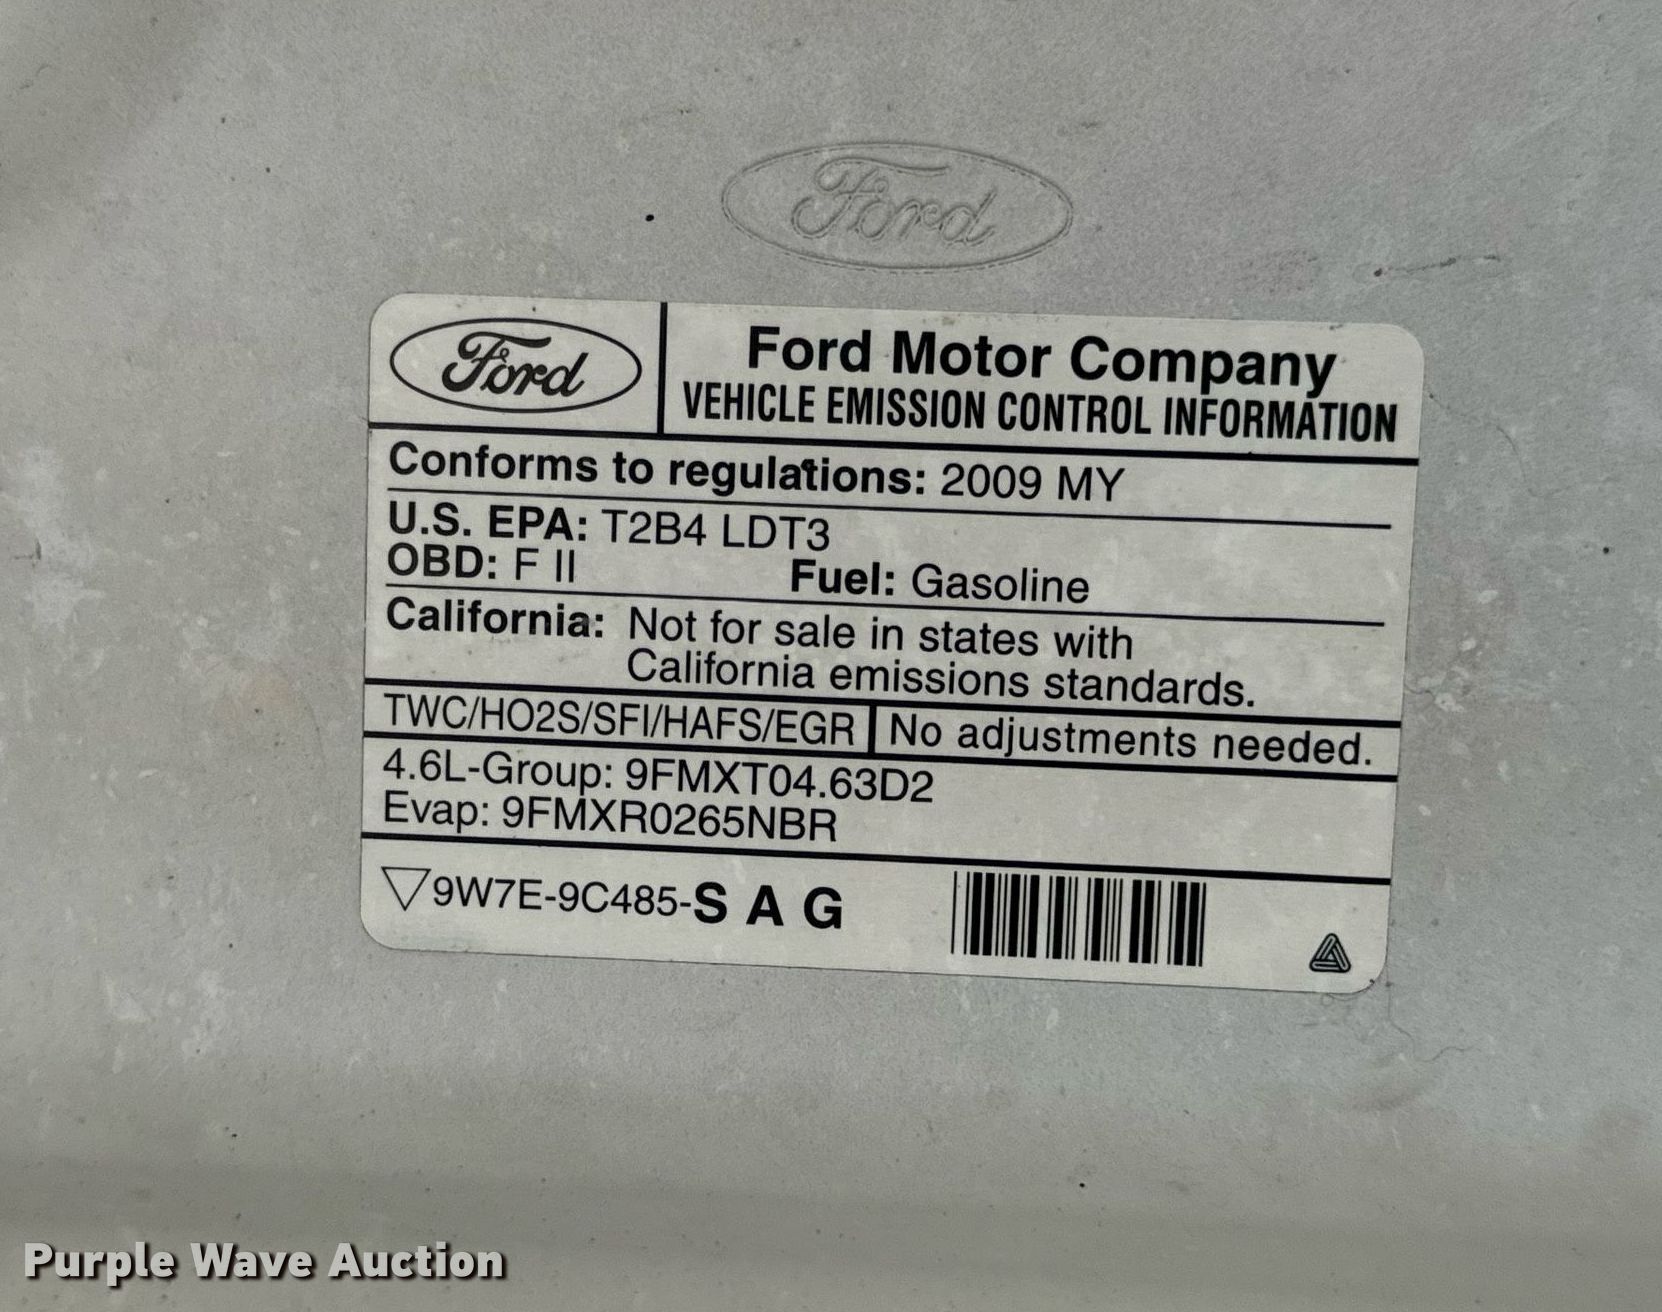 Ford
Ford
Ford Motor Company
VEHICLE EMISSION CONTROL INFORMATION
Conforms to regulations: 2009 MY
U.S. EPA: T2B4 LDT3
OBD: F II Fuel: Gasoline
California: Not for sale in states with
California emissions standards.
TWC/HO2S/SFI/HAFS/EGR No adjustments needed.
4.6L-Group: 9FMXT04.63D2
Evap: 9FMXR0265NBR
▽9W7E-9C485-S A G
Purple Wave Auction